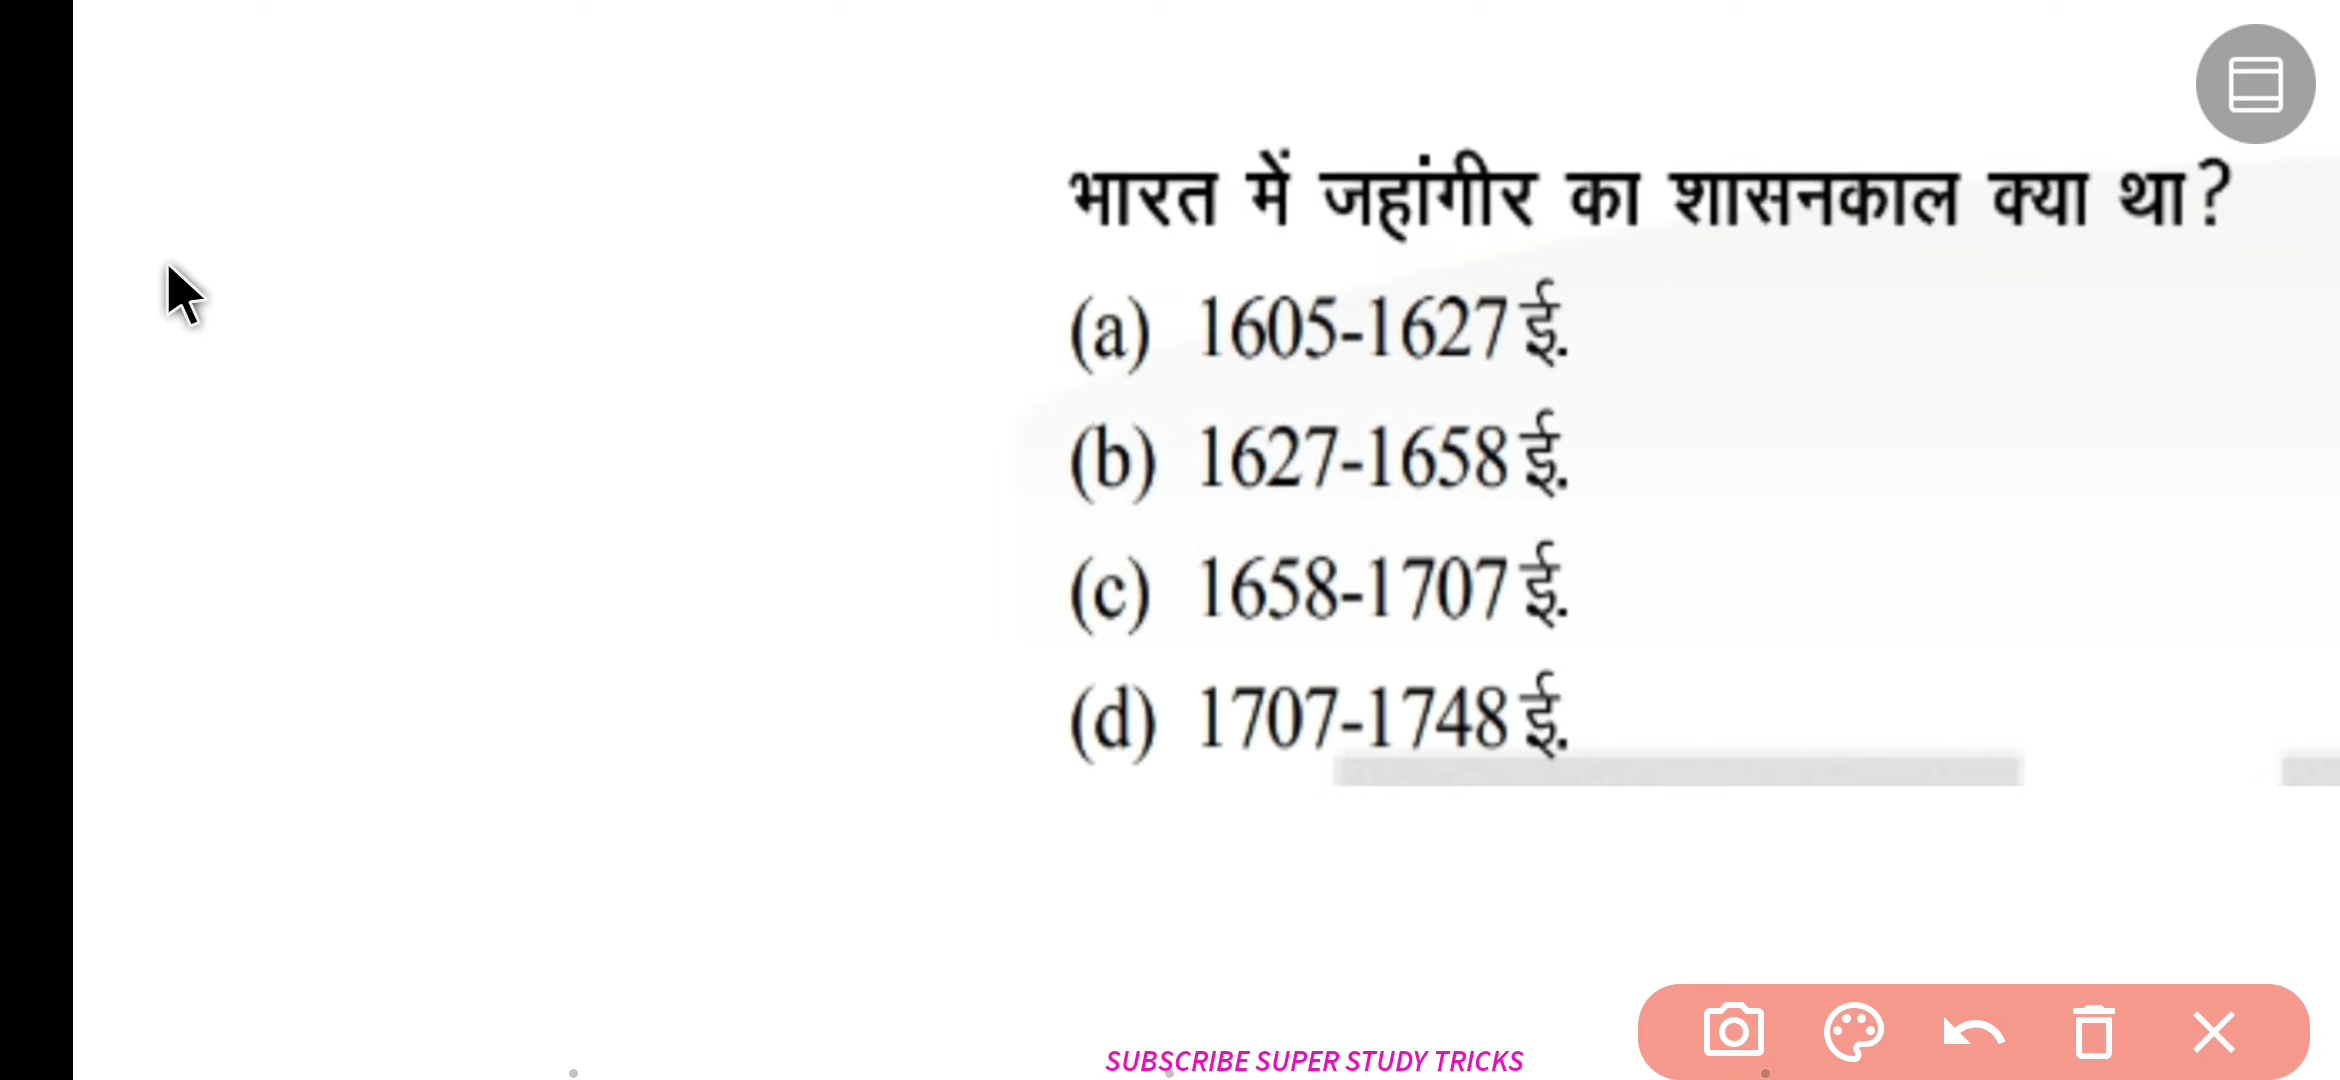 भारत में जहांगीर का शासनकाल क्या था?
(a) 1605-1627 ई.
(b) 1627-1658 ई.
(c) 1658-1707 ई.
(d) 1707-1748 ई.
SUBSCRIBE SUPER STUDY TRICKS